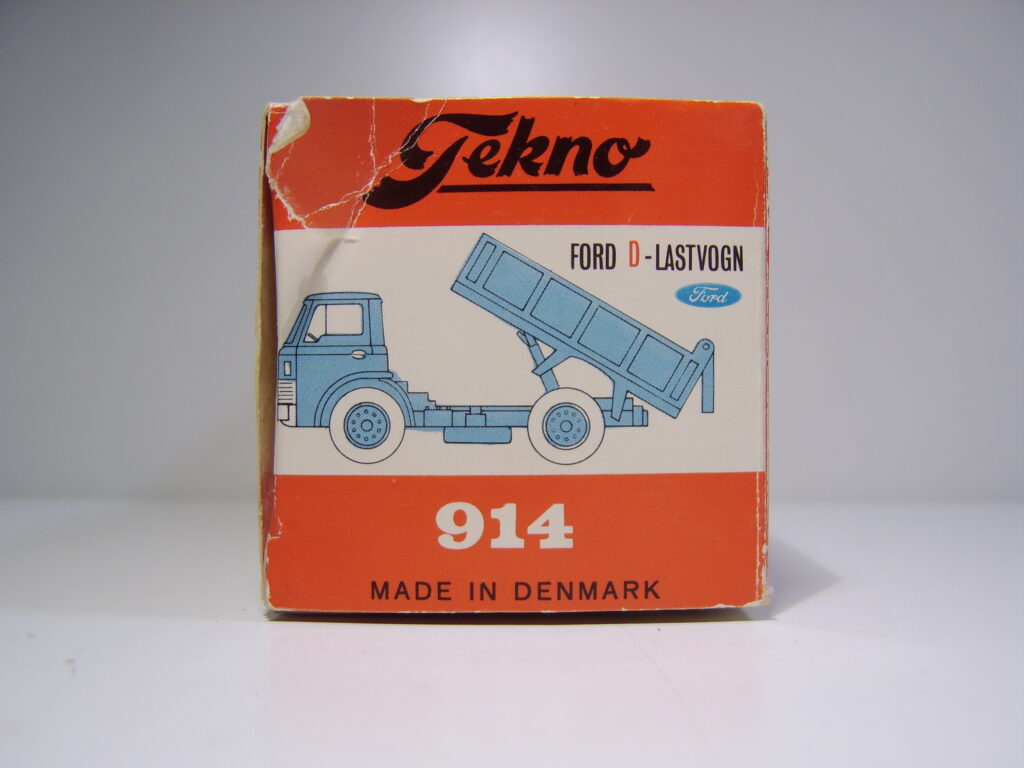 Tekno
FORD D-LASTVOGN
Ford
914
MADE IN DENMARK